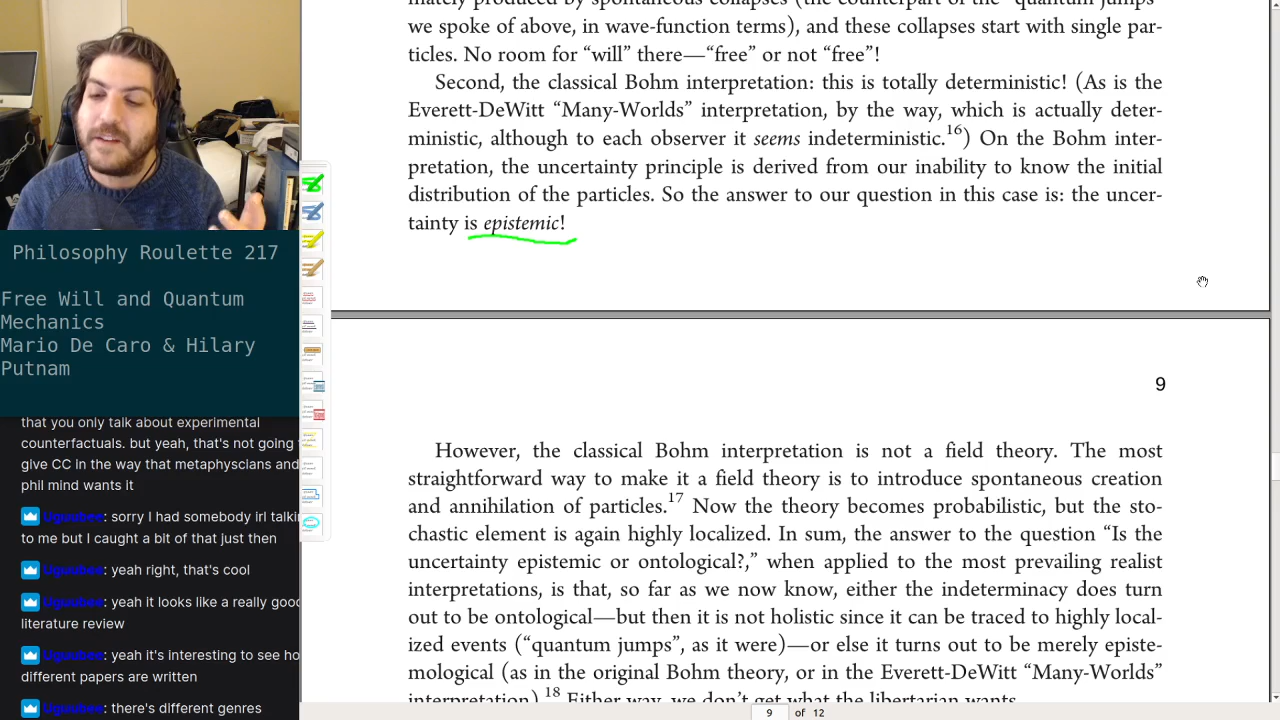 mately produced by spontaneous collapses (the counterpart of the "quantum jumps"
we spoke of above, in wave-function terms), and these collapses start with single par-
ticles. No room for “will” there—“free” or not “free”!
Second, the classical Bohm interpretation: this is totally deterministic! (As is the
Everett-DeWitt “Many-Worlds” interpretation, by the way, which is actually deter-
ministic, although to each observer it seems indeterministic.16) On the Bohm inter-
pretation, the uncertainty principle is derived from our inability to know the initial
distribution of the particles. So the answer to our question in this case is: the uncer-
tainty is epistemic!
9
However, the classical Bohm interpretation is not a field theory. The most
straightforward way to make it a field theory is to introduce spontaneous creation
and annihilation of particles.17 Now the theory becomes probabilistic, but the sto-
chastic element is again highly localized. In sum, the answer to the question “Is the
uncertainty epistemic or ontological?,” when applied to the most prevailing realist
interpretations, is that, so far as we now know, either the indeterminacy does turn
out to be ontological—but then it is not holistic since it can be traced to highly local-
ized events (“quantum jumps”, as it were)—or else it turns out to be merely episte-
mological (as in the original Bohm theory, or in the Everett-DeWitt “Many-Worlds”
interpretation).18 Either way, we don't get what the libertarian wants.
Philosophy Roulette 217
Free Will and Quantum
Mechanics
Mario De Caro & Hilary
Putnam
that you only talk about experimental
counterfactuals. but yeah, that's not going
give CC in the way that metaphyscians and
phil mind wants it
Uguubee: sorry I had somebody irl talki
to me but I caught a bit of that just then
Uguubee: yeah right, that's cool
Uguubee: yeah it looks like a really good
literature review
Uguubee: yeah it's interesting to see ho
different papers are written
Uguubee: there's different genres
9 of 12